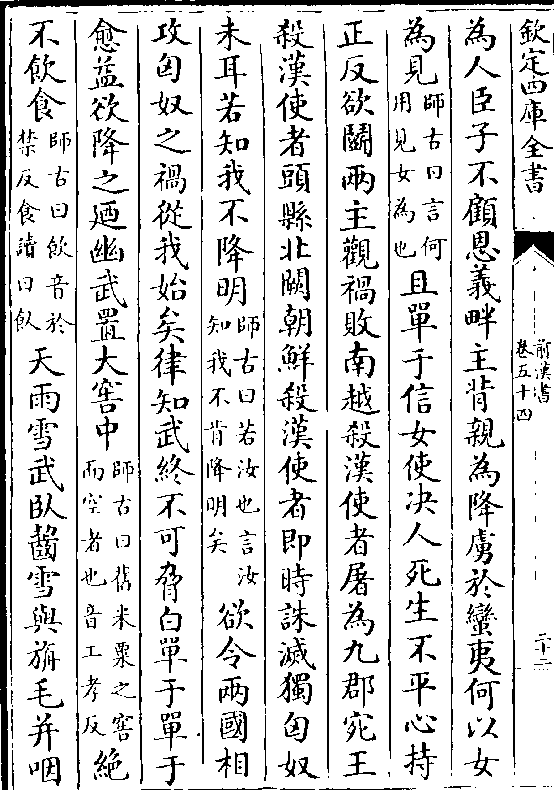 欽定四庫全書
前漢書
卷五十四
二十二
為人臣子不顧恩義畔主背親為降虜於蠻夷何以女
為見師古曰言何用見女為也且單于信女使決人死生不平心持
正反欲鬬兩主觀禍敗南越殺漢使者屠為九郡宛王
殺漢使者頭縣北闕朝鮮殺漢使者即時誅滅獨匈奴
未耳若知我不降明師古曰若汝也言汝知我不肯降明矣欲令兩國相
攻匈奴之禍從我始矣律知武終不可脅白單于單于
愈益欲降之廼幽武置大窖中師古曰舊米粟之窖而空者也音工孝反絶
不飲食師古曰飲音於禁反食讀曰飤天雨雪武臥齧雪與旃毛并咽